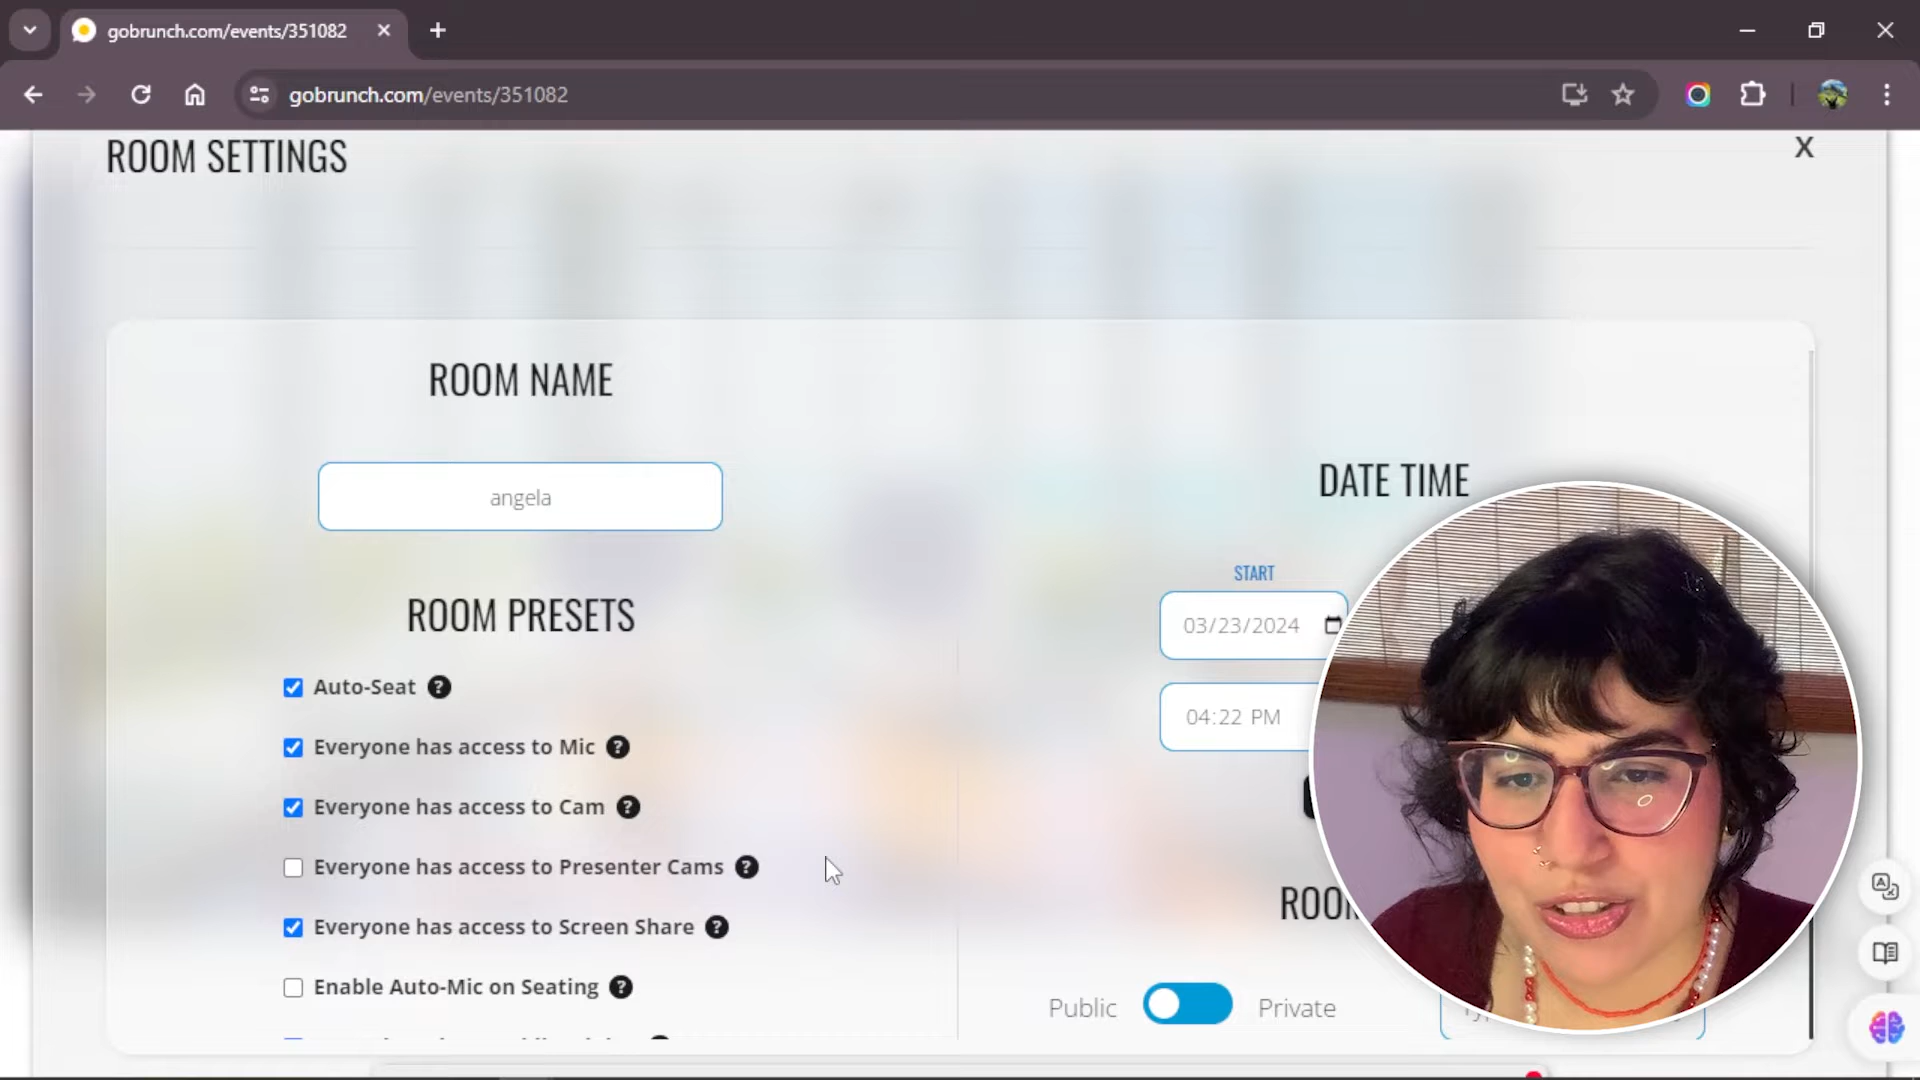 gobrunch.com/events/351082
gobrunch.com/events/351082
ROOM SETTINGS
X
ROOM NAME
angela
ROOM PRESETS
Auto-Seat ?
Everyone has access to Mic ?
Everyone has access to Cam ?
Everyone has access to Presenter Cams ?
Everyone has access to Screen Share ?
Enable Auto-Mic on Seating ?
DATE TIME
START
03/23/2024
04:22 PM
Public
Private